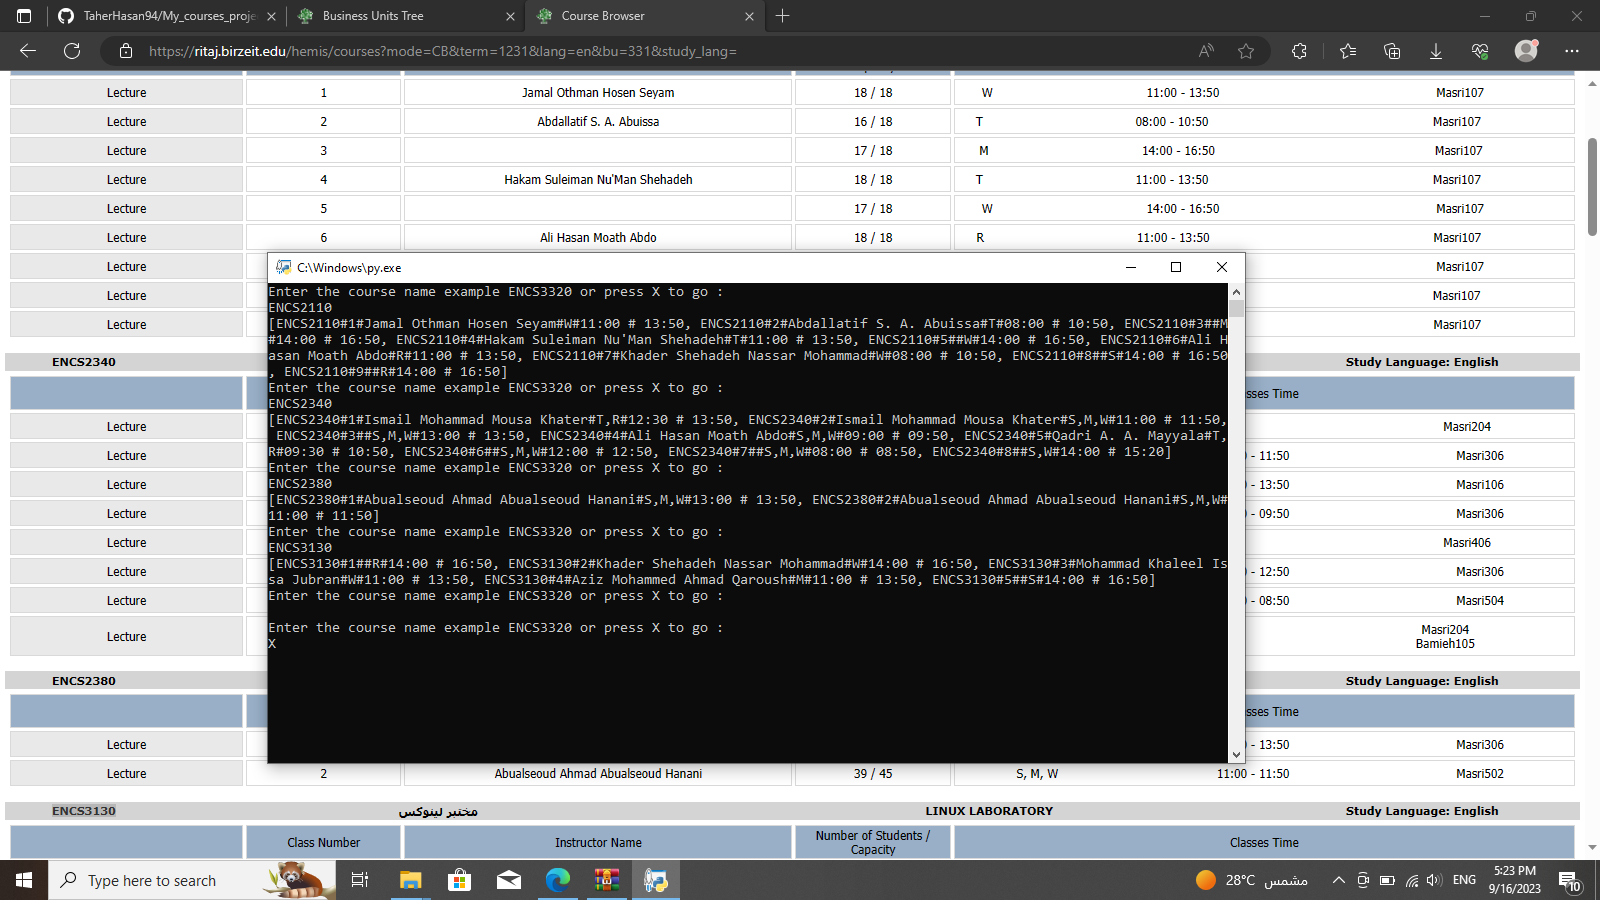 TaherHasan94/My_courses_proje
Business Units Tree
Course Browser
https://ritaj.birzeit.edu/hemis/courses?mode=CB&term=1231&lang=en&bu=331&study_lang=
Lecture 1 Jamal Othman Hosen Seyam 18 / 18 W 11:00 - 13:50 Masri107
Lecture 2 Abdallatif S. A. Abuissa 16 / 18 T 08:00 - 10:50 Masri107
Lecture 3 17 / 18 M 14:00 - 16:50 Masri107
Lecture 4 Hakam Suleiman Nu'Man Shehadeh 18 / 18 T 11:00 - 13:50 Masri107
Lecture 5 17 / 18 W 14:00 - 16:50 Masri107
Lecture 6 Ali Hasan Moath Abdo 18 / 18 R 11:00 - 13:50 Masri107
Lecture Masri107
Lecture Masri107
Lecture Masri107
ENCS2340 Study Language: English
sses Time
Lecture Masri204
Lecture - 11:50 Masri306
Lecture - 13:50 Masri106
Lecture - 09:50 Masri306
Lecture Masri406
Lecture - 12:50 Masri306
Lecture - 08:50 Masri504
Lecture Masri204
Bamieh105
ENCS2380 Study Language: English
sses Time
Lecture - 13:50 Masri306
Lecture 2 Abualseoud Ahmad Abualseoud Hanani 39 / 45 S, M, W 11:00 - 11:50 Masri502
ENCS3130 مختبر لينوكس LINUX LABORATORY Study Language: English
Class Number Instructor Name Number of Students / Capacity Classes Time
C:\Windows\py.exe
Enter the course name example ENCS3320 or press X to go :
ENCS2110
[ENCS2110#1#Jamal Othman Hosen Seyam#W#11:00 # 13:50, ENCS2110#2#Abdallatif S. A. Abuissa#T#08:00 # 10:50, ENCS2110#3##M
#14:00 # 16:50, ENCS2110#4#Hakam Suleiman Nu'Man Shehadeh#T#11:00 # 13:50, ENCS2110#5##W#14:00 # 16:50, ENCS2110#6#Ali H
asan Moath Abdo#R#11:00 # 13:50, ENCS2110#7#Khader Shehadeh Nassar Mohammad#W#08:00 # 10:50, ENCS2110#8##S#14:00 # 16:50
, ENCS2110#9##R#14:00 # 16:50]
Enter the course name example ENCS3320 or press X to go :
ENCS2340
[ENCS2340#1#Ismail Mohammad Mousa Khater#T,R#12:30 # 13:50, ENCS2340#2#Ismail Mohammad Mousa Khater#S,M,W#11:00 # 11:50,
ENCS2340#3##S,M,W#13:00 # 13:50, ENCS2340#4#Ali Hasan Moath Abdo#S,M,W#09:00 # 09:50, ENCS2340#5#Qadri A. A. Mayyala#T,
R#09:30 # 10:50, ENCS2340#6##S,M,W#12:00 # 12:50, ENCS2340#7##S,M,W#08:00 # 08:50, ENCS2340#8##S,W#14:00 # 15:20]
Enter the course name example ENCS3320 or press X to go :
ENCS2380
[ENCS2380#1#Abualseoud Ahmad Abualseoud Hanani#S,M,W#13:00 # 13:50, ENCS2380#2#Abualseoud Ahmad Abualseoud Hanani#S,M,W#
11:00 # 11:50]
Enter the course name example ENCS3320 or press X to go :
ENCS3130
[ENCS3130#1##R#14:00 # 16:50, ENCS3130#2#Khader Shehadeh Nassar Mohammad#W#14:00 # 16:50, ENCS3130#3#Mohammad Khaleel Is
sa Jubran#W#11:00 # 13:50, ENCS3130#4#Aziz Mohammed Ahmad Qaroush#M#11:00 # 13:50, ENCS3130#5##S#14:00 # 16:50]
Enter the course name example ENCS3320 or press X to go :
Enter the course name example ENCS3320 or press X to go :
X
Type here to search
28°C مشمس
ENG
5:23 PM
9/16/2023
10